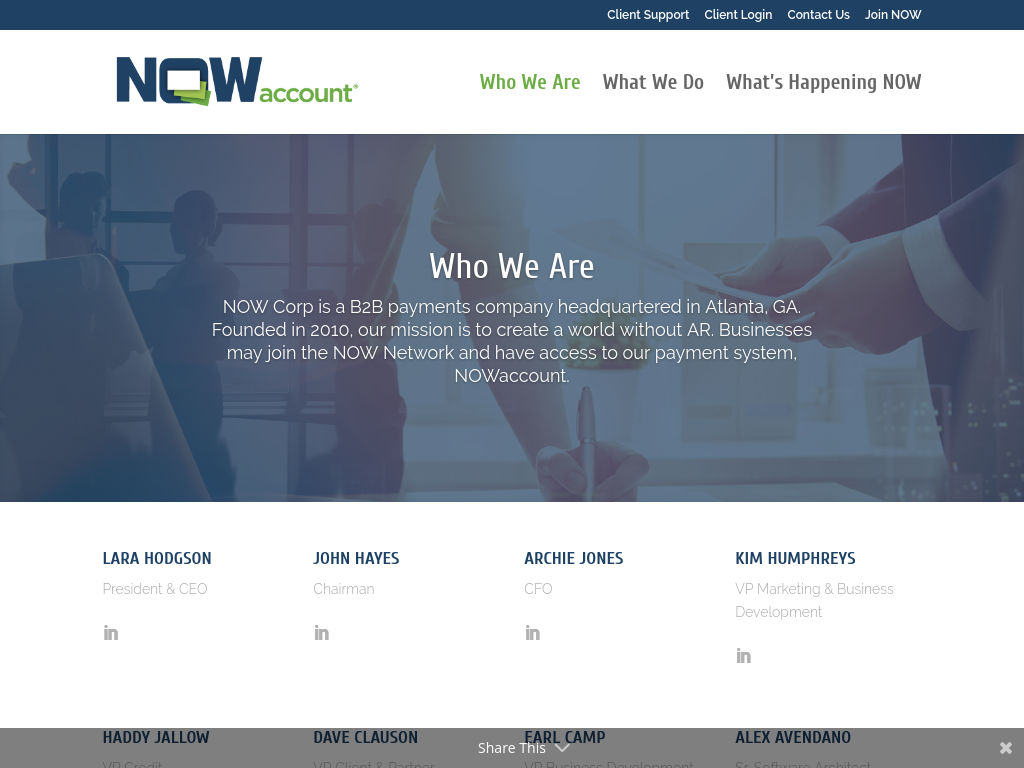 Client Support Client Login Contact Us Join NOW
NOWaccount®
Who We Are What We Do What's Happening NOW
Who We Are
NOW Corp is a B2B payments company headquartered in Atlanta, GA.
Founded in 2010, our mission is to create a world without AR. Businesses
may join the NOW Network and have access to our payment system,
NOWaccount.
LARA HODGSON
President & CEO
in
JOHN HAYES
Chairman
in
ARCHIE JONES
CFO
in
KIM HUMPHREYS
VP Marketing & Business
Development
in
HADDY JALLOW
VP Credit
DAVE CLAUSON
VP Client & Partner
EARL CAMP
VP Business Development
ALEX AVENDANO
Sr. Software Architect
Share This